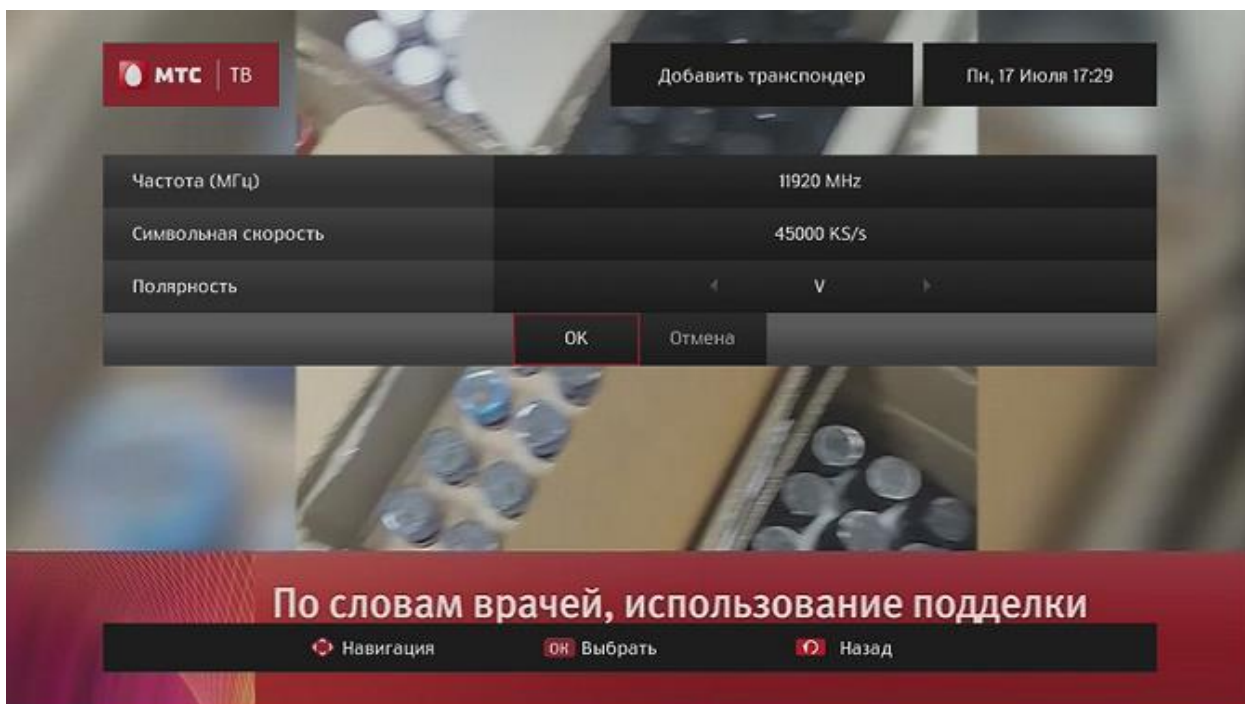 МТС | ТВ
Добавить транспондер
Пн, 17 Июля 17:29
Частота (МГц)
11920 MHz
Символьная скорость
45000 KS/s
Полярность
V
OK
Отмена
По словам врачей, использование подделки
Навигация
OK Выбрать
Назад